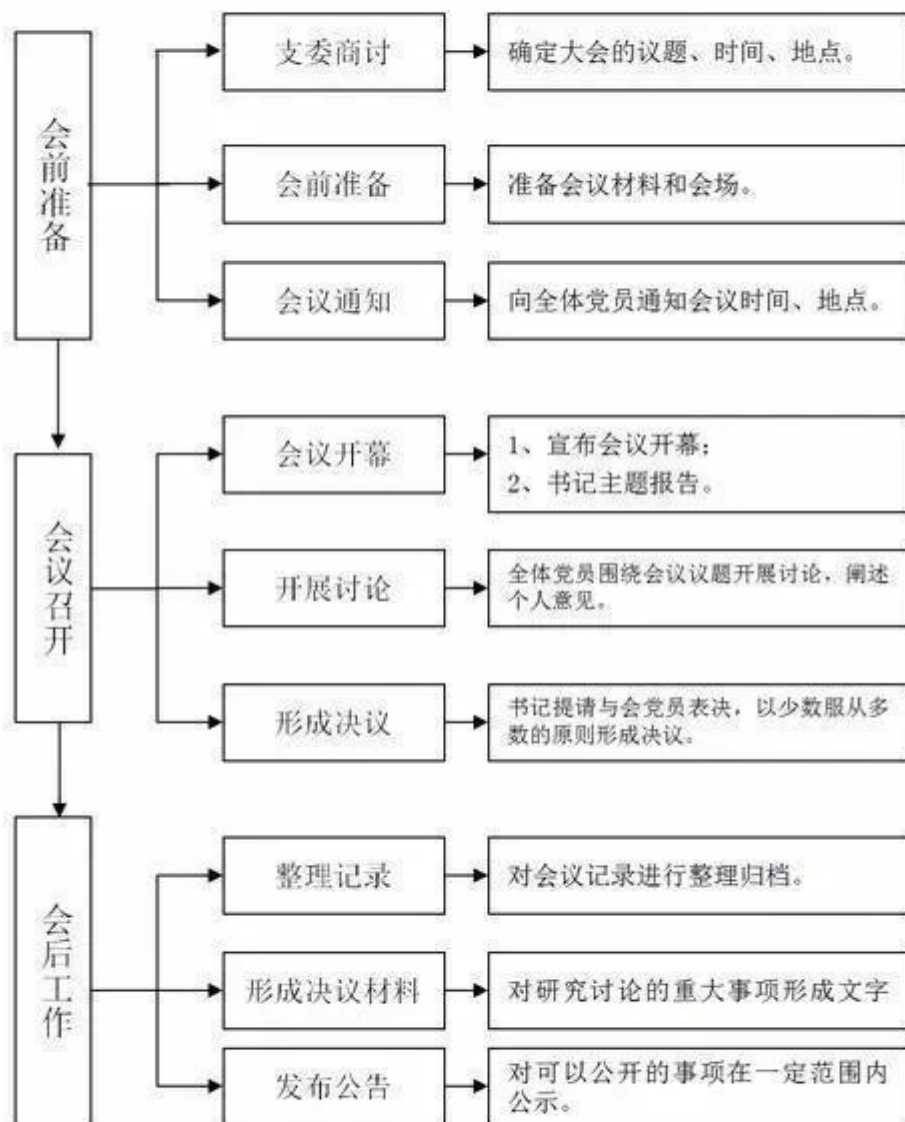 会前准备
支委商讨
确定大会的议题、时间、地点。
会前准备
准备会议材料和会场。
会议通知
向全体党员通知会议时间、地点。
会议召开
会议开幕
1、宣布会议开幕;
2、书记主题报告。
开展讨论
全体党员围绕会议议题开展讨论，阐述
个人意见。
形成决议
书记提请与会党员表决，以少数服从多
数的原则形成决议。
会后工作
整理记录
对会议记录进行整理归档。
形成决议材料
对研究讨论的重大事项形成文字
发布公告
对可以公开的事项在一定范围内
公示。